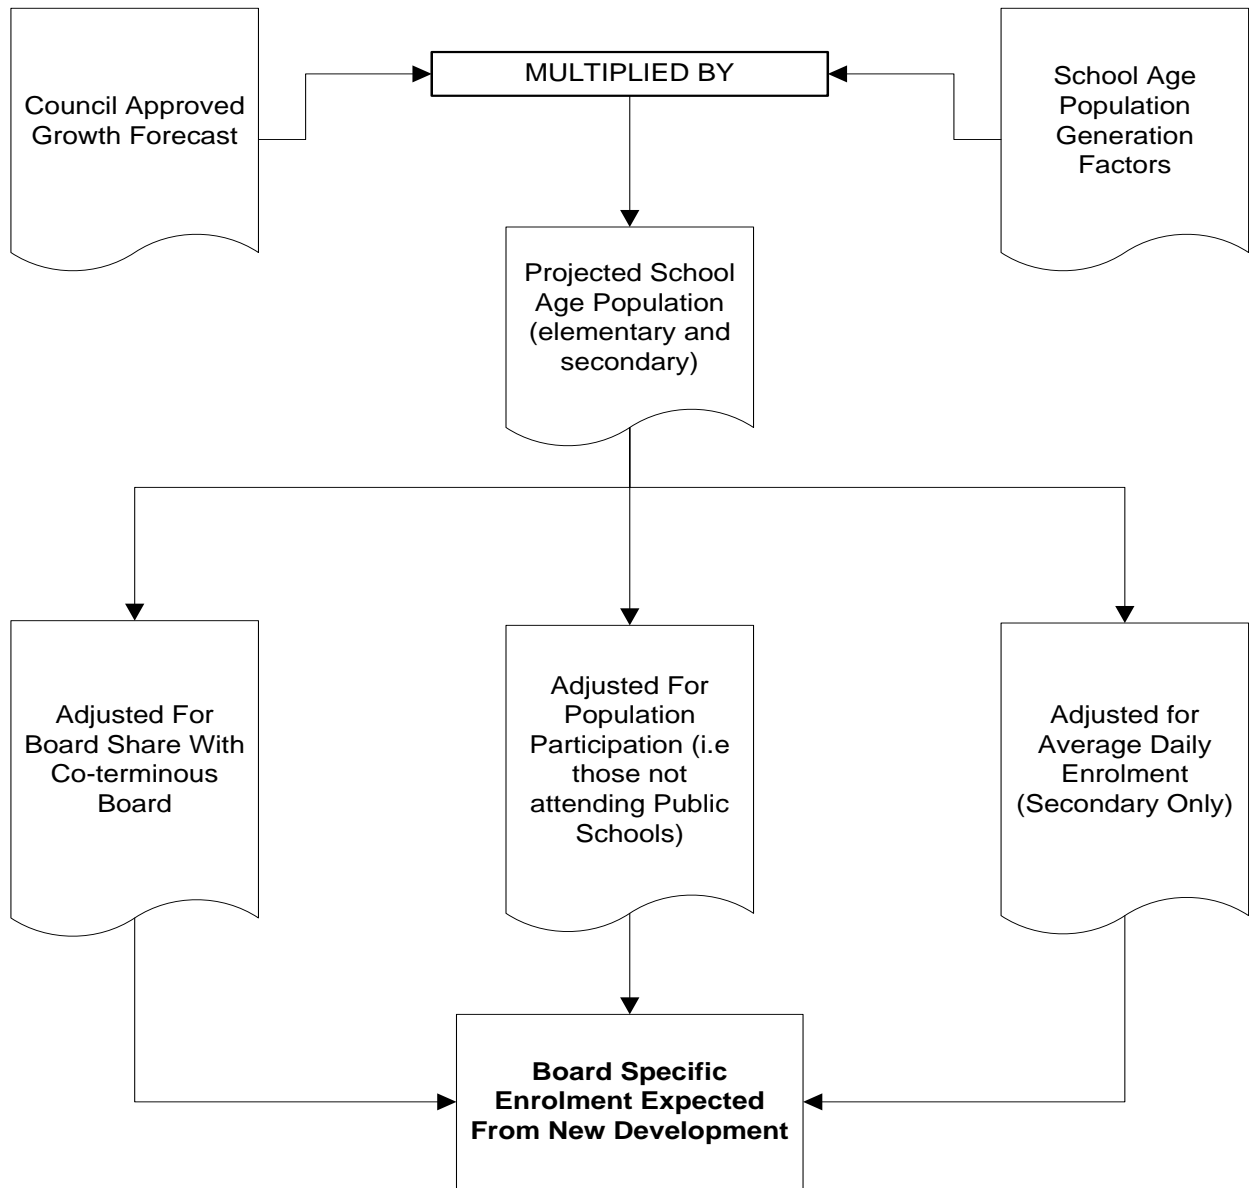 Council Approved
Growth Forecast
MULTIPLIED BY
School Age
Population
Generation
Factors
Projected School
Age Population
(elementary and
secondary)
Adjusted For
Board Share With
Co-terminous
Board
Adjusted For
Population
Participation (i.e
those not
attending Public
Schools)
Adjusted for
Average Daily
Enrolment
(Secondary Only)
Board Specific
Enrolment Expected
From New Development